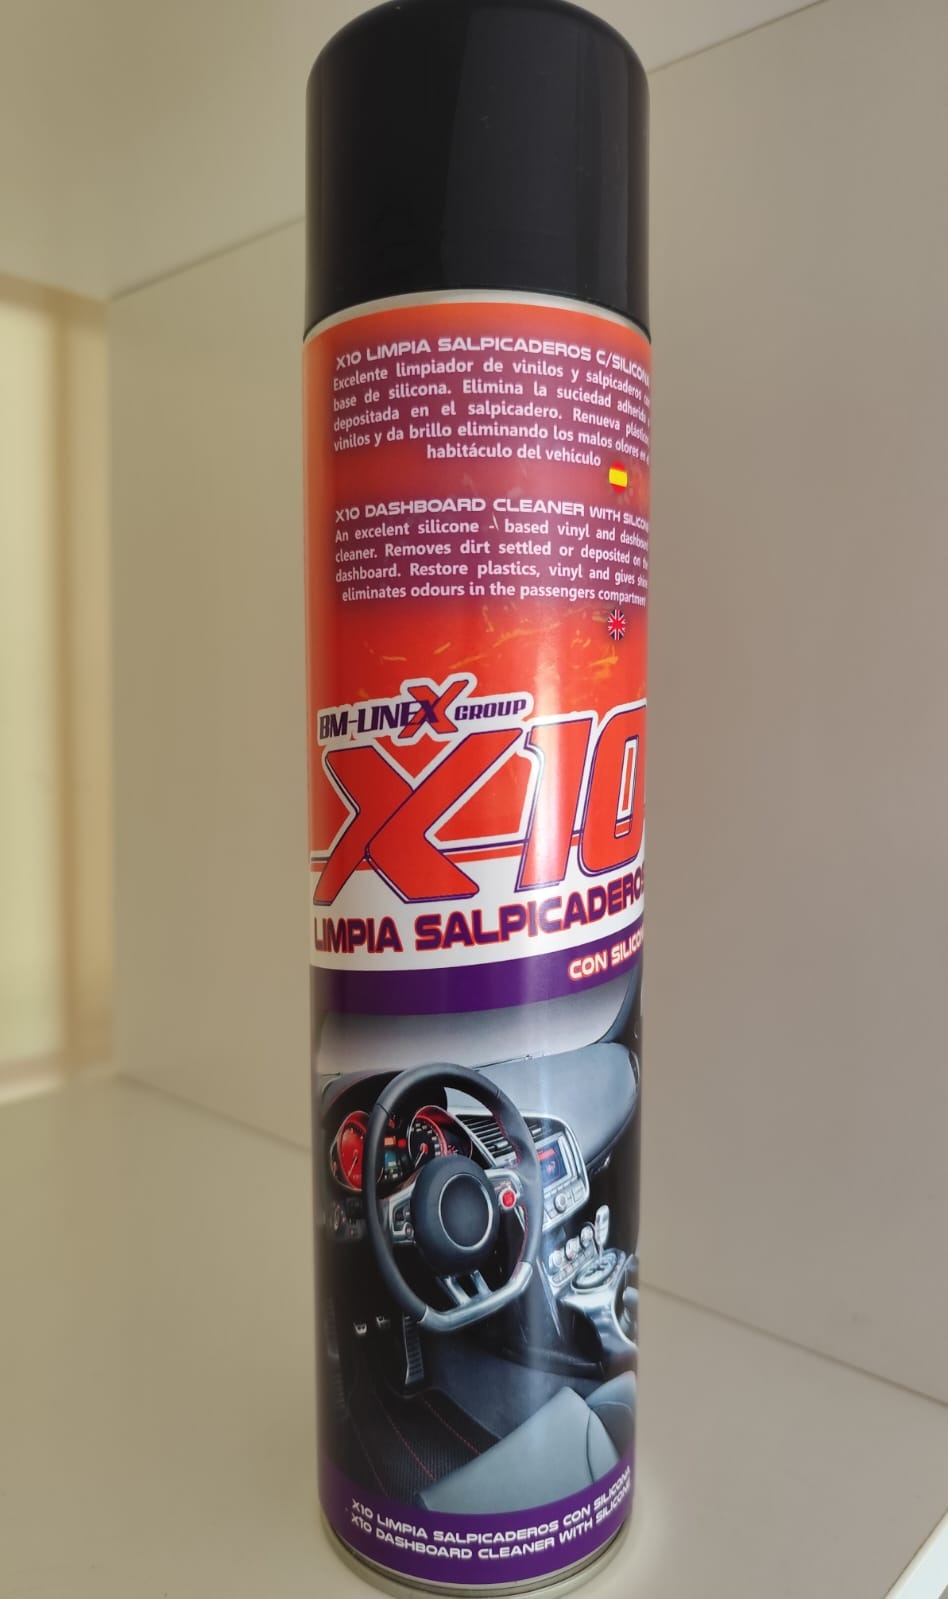 X10 LIMPIA SALPICADEROS C/SILICONA
Excelente limpiador de vinilos y salpicaderos
base de silicona. Elimina la suciedad adherida
depositada en el salpicadero. Renueva
vinilos y da brillo eliminando los malos olores en
habitáculo del vehículo
X10 DASHBOARD CLEANER WITH SILICON
An excelent silicone - based vinyl and dashboard
cleaner. Removes dirt settled or deposited on the
dashboard. Restore plastics, vinyl and gives shine
eliminates odours in the passengers compartment
BM-LINEX GROUP
X10
LIMPIA SALPICADEROS
CON SILICONA
X10 LIMPIA SALPICADEROS CON SILICONA
X10 DASHBOARD CLEANER WITH SILICONE